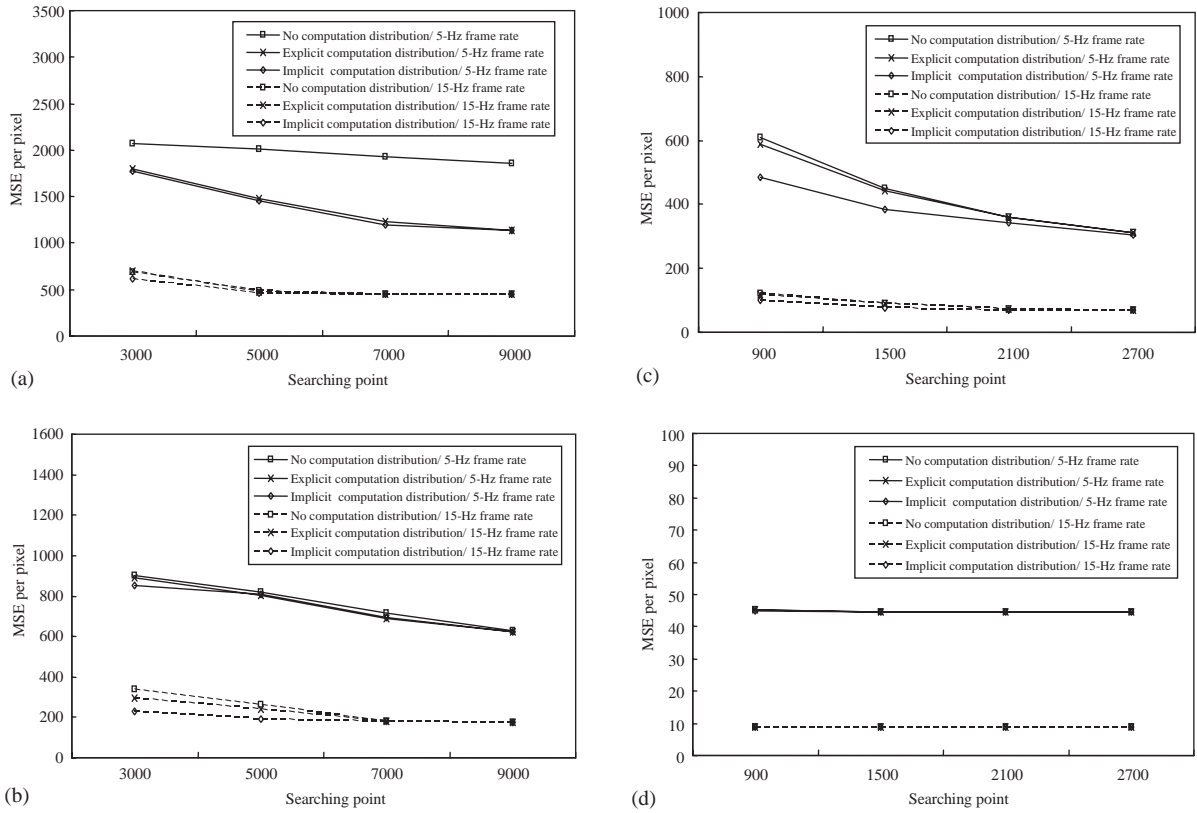 3500
3000
2500
2000
1500
1000
500
0
MSE per pixel
No computation distribution/ 5-Hz frame rate
Explicit computation distribution/ 5-Hz frame rate
Implicit computation distribution/ 5-Hz frame rate
No computation distribution/ 15-Hz frame rate
Explicit computation distribution/ 15-Hz frame rate
Implicit computation distribution/ 15-Hz frame rate
3000 5000 7000 9000
Searching point
(a)
1000
800
600
400
200
0
MSE per pixel
No computation distribution/ 5-Hz frame rate
Explicit computation distribution/ 5-Hz frame rate
Implicit computation distribution/ 5-Hz frame rate
No computation distribution/ 15-Hz frame rate
Explicit computation distribution/ 15-Hz frame rate
Implicit computation distribution/ 15-Hz frame rate
900 1500 2100 2700
Searching point
(c)
1600
1400
1200
1000
800
600
400
200
0
MSE per pixel
No computation distribution/ 5-Hz frame rate
Explicit computation distribution/ 5-Hz frame rate
Implicit computation distribution/ 5-Hz frame rate
No computation distribution/ 15-Hz frame rate
Explicit computation distribution/ 15-Hz frame rate
Implicit computation distribution/ 15-Hz frame rate
3000 5000 7000 9000
Searching point
(b)
100
90
80
70
60
50
40
30
20
10
0
MSE per pixel
No computation distribution/ 5-Hz frame rate
Explicit computation distribution/ 5-Hz frame rate
Implicit computation distribution/ 5-Hz frame rate
No computation distribution/ 15-Hz frame rate
Explicit computation distribution/ 15-Hz frame rate
Implicit computation distribution/ 15-Hz frame rate
900 1500 2100 2700
Searching point
(d)